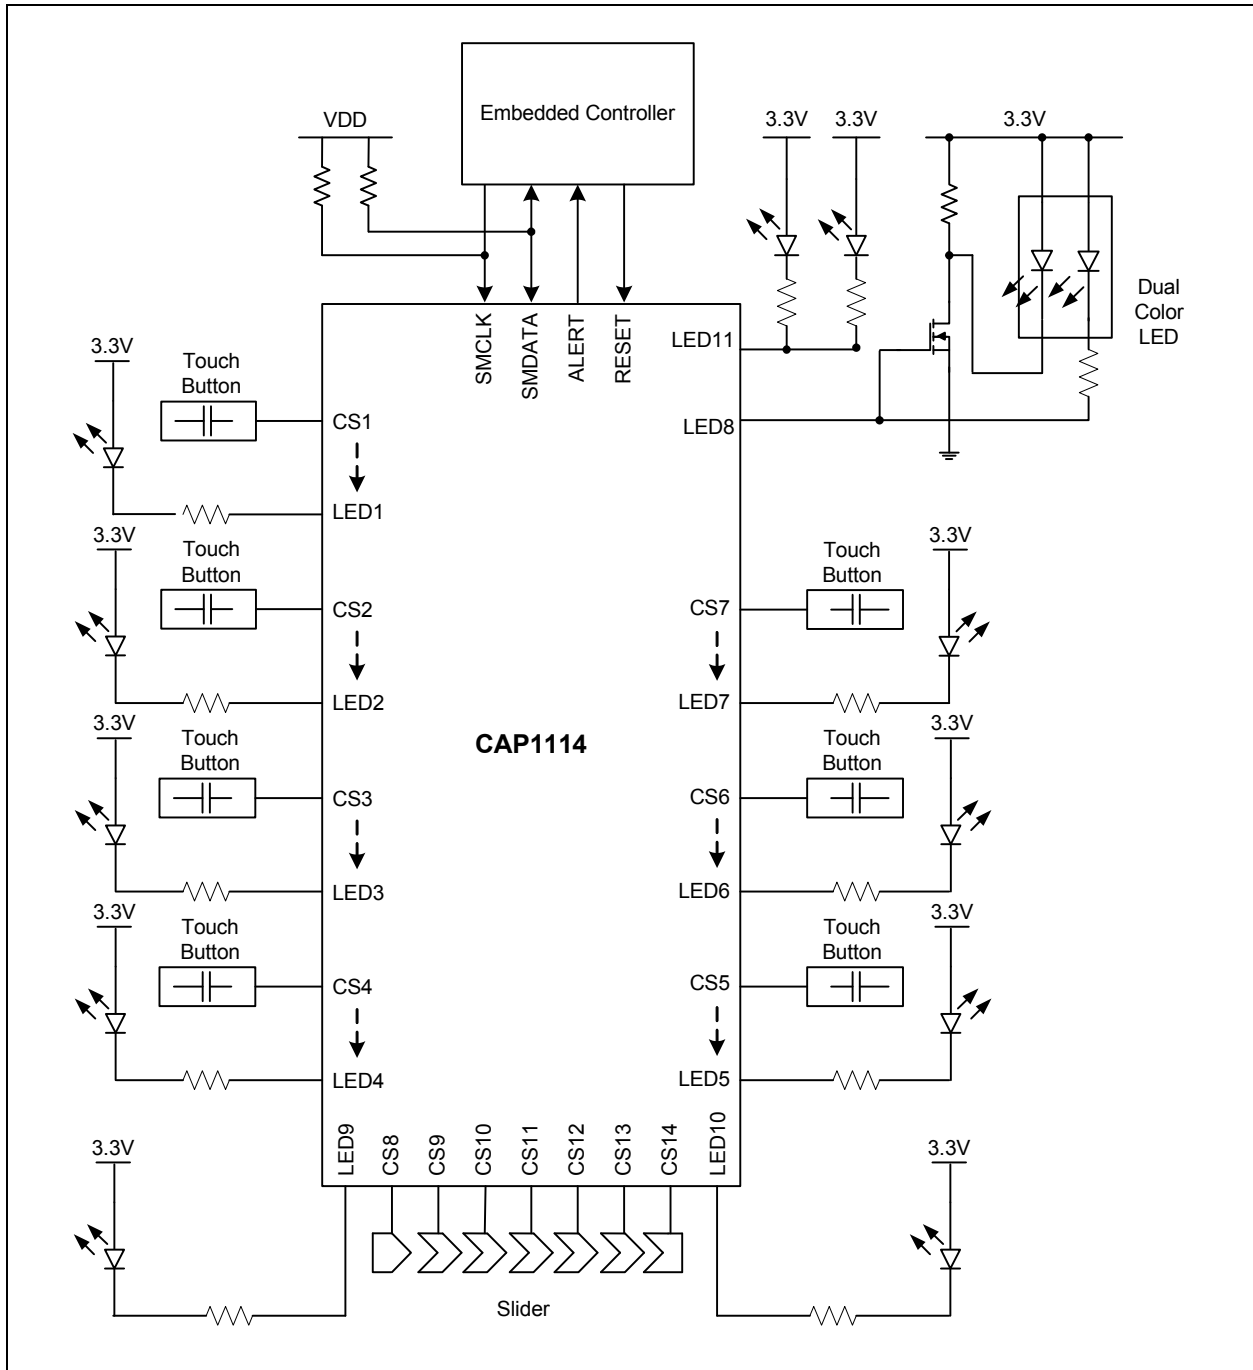 Embedded Controller
VDD
3.3V
3.3V
3.3V
Dual
Color
LED
SMCLK
SMDATA
ALERT
RESET
LED11
LED8
3.3V
Touch
Button
CS1
LED1
3.3V
Touch
Button
CS2
LED2
CS7
Touch
Button
3.3V
LED7
CAP1114
3.3V
Touch
Button
CS3
LED3
CS6
Touch
Button
3.3V
LED6
3.3V
Touch
Button
CS4
LED4
CS5
Touch
Button
3.3V
LED5
3.3V
LED9
CS8
CS9
CS10
CS11
CS12
CS13
CS14
LED10
3.3V
Slider